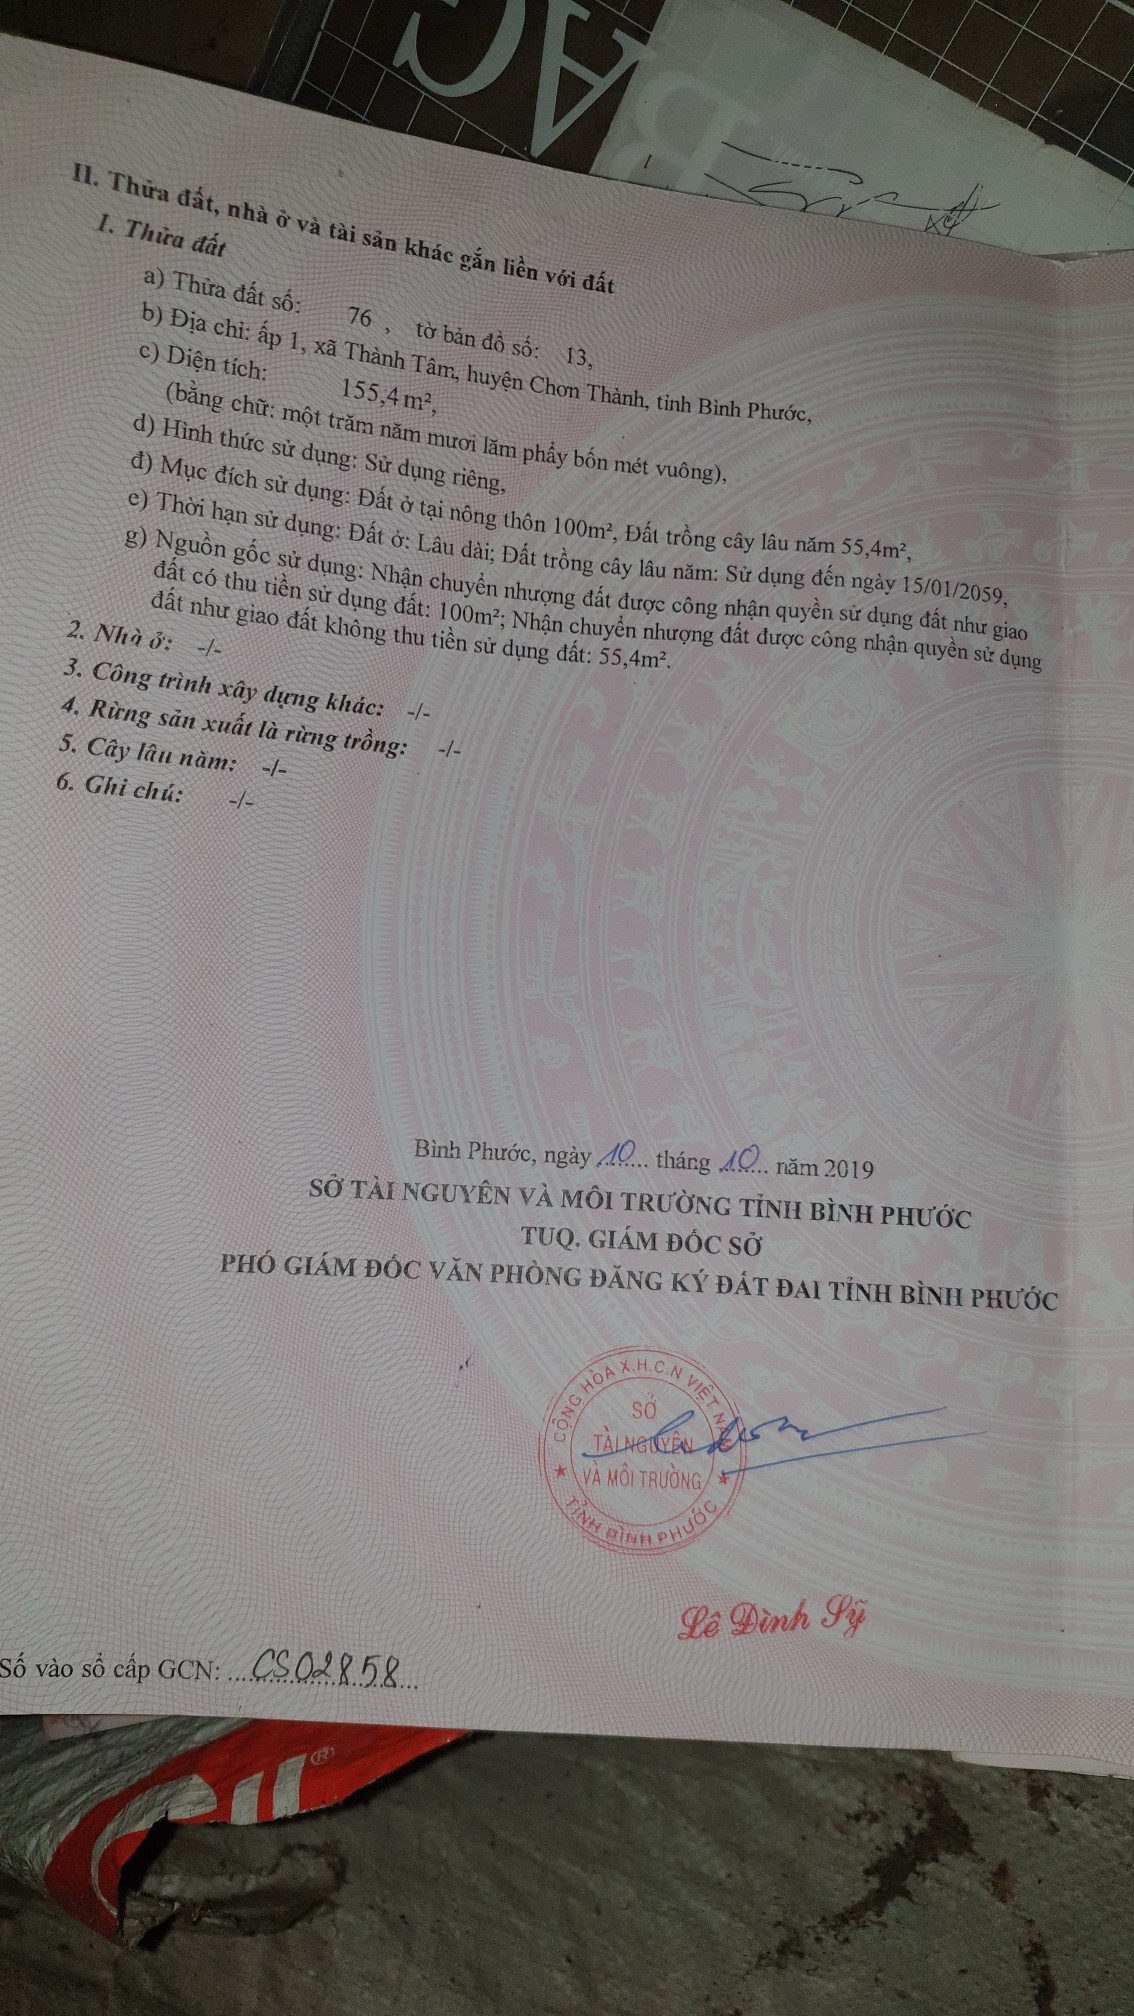 AG
B
II. Thửa đất, nhà ở và tài sản khác gắn liền với đất
1. Thửa đất
a) Thửa đất số: 76 , tờ bản đồ số: 13,
b) Địa chỉ: ấp 1, xã Thành Tâm, huyện Chơn Thành, tỉnh Bình Phước,
c) Diện tích: 155,4 m²,
(bằng chữ: một trăm năm mươi lăm phẩy bốn mét vuông),
d) Hình thức sử dụng: Sử dụng riêng,
đ) Mục đích sử dụng: Đất ở tại nông thôn 100m², Đất trồng cây lâu năm 55,4m²,
e) Thời hạn sử dụng: Đất ở: Lâu dài; Đất trồng cây lâu năm: Sử dụng đến ngày 15/01/2059,
g) Nguồn gốc sử dụng: Nhận chuyển nhượng đất được công nhận quyền sử dụng đất như giao
đất có thu tiền sử dụng đất: 100m²; Nhận chuyển nhượng đất được công nhận quyền sử dụng
đất như giao đất không thu tiền sử dụng đất: 55,4m².
2. Nhà ở: -/-
3. Công trình xây dựng khác: -/-
4. Rừng sản xuất là rừng trồng: -/-
5. Cây lâu năm: -/-
6. Ghi chú: -/-
Bình Phước, ngày 10 tháng 10 năm 2019
SỞ TÀI NGUYÊN VÀ MÔI TRƯỜNG TỈNH BÌNH PHƯỚC
TUQ. GIÁM ĐỐC SỞ
PHÓ GIÁM ĐỐC VĂN PHÒNG ĐĂNG KÝ ĐẤT ĐAI TỈNH BÌNH PHƯỚC
CỘNG HÒA X.H.C.N VIỆT NAM
SỞ
TÀI NGUYÊN
VÀ MÔI TRƯỜNG
TỈNH BÌNH PHƯỚC
Lê Đình Sỹ
Số vào sổ cấp GCN: CS02858